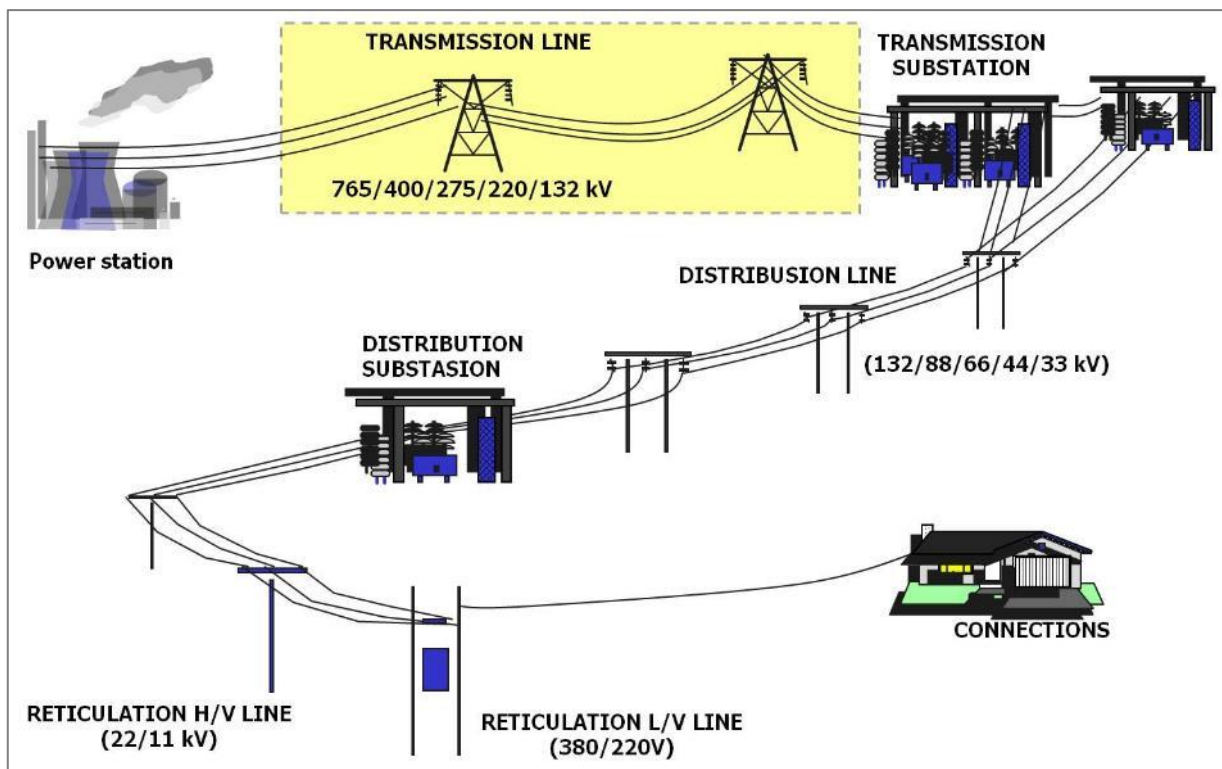 TRANSMISSION LINE
TRANSMISSION
SUBSTATION
765/400/275/220/132 kV
Power station
DISTRIBUSION LINE
DISTRIBUTION
SUBSTASION
(132/88/66/44/33 kV)
CONNECTIONS
RETICULATION H/V LINE
(22/11 kV)
RETICULATION L/V LINE
(380/220V)